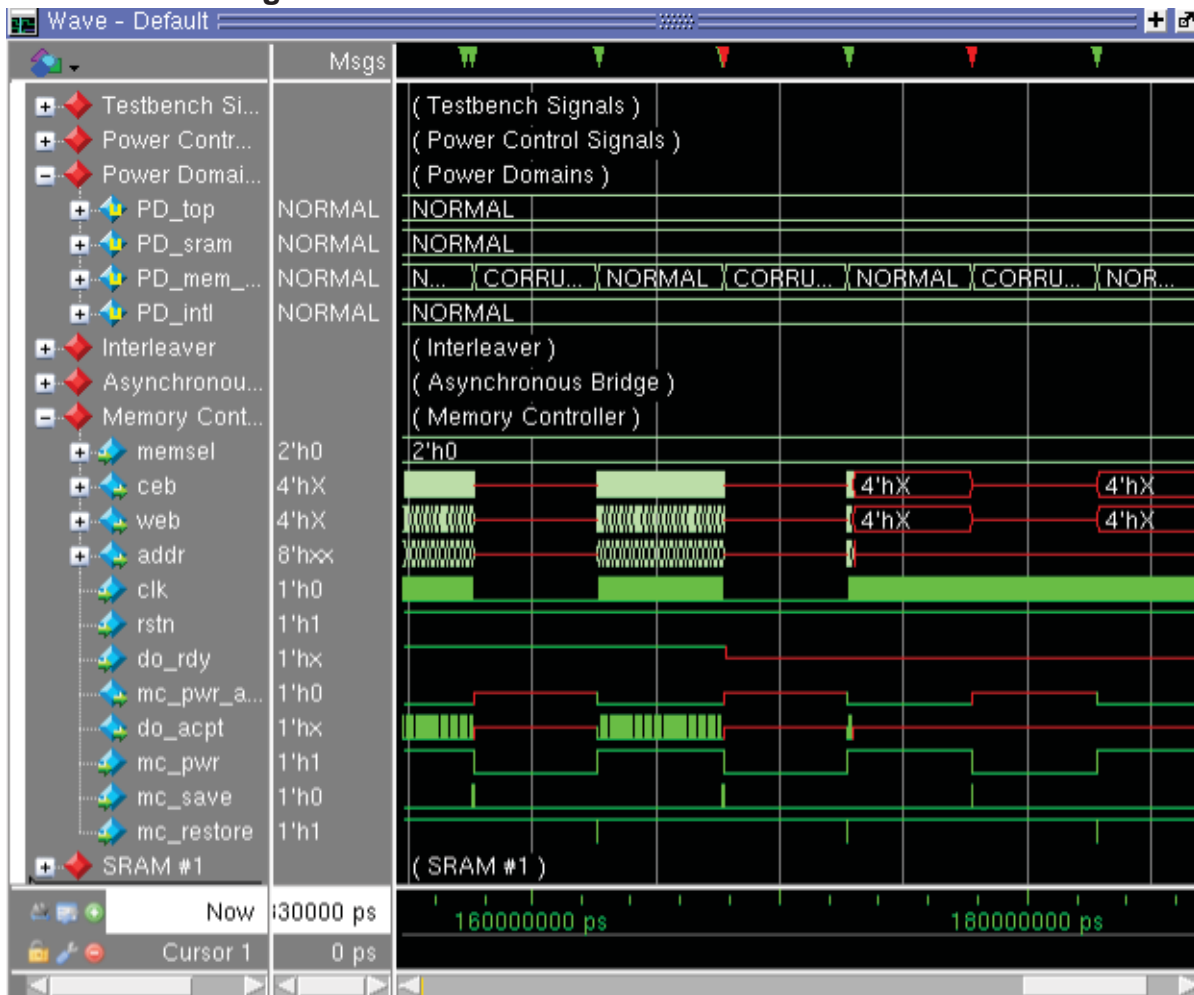 g
Wave - Default
Msgs
Testbench Si... ( Testbench Signals )
Power Contr... ( Power Control Signals )
Power Domai... ( Power Domains )
PD_top NORMAL NORMAL
PD_sram NORMAL NORMAL
PD_mem_... NORMAL N... CORRU... NORMAL CORRU... NORMAL CORRU... NOR...
PD_intl NORMAL NORMAL
Interleaver ( Interleaver )
Asynchronou... ( Asynchronous Bridge )
Memory Cont... ( Memory Controller )
memsel 2'h0 2'h0
ceb 4'hX 4'hX 4'hX
web 4'hX 4'hX 4'hX
addr 8'hxx
clk 1'h0
rstn 1'h1
do_rdy 1'hx
mc_pwr_a... 1'h0
do_acpt 1'hx
mc_pwr 1'h1
mc_save 1'h0
mc_restore 1'h1
SRAM #1 ( SRAM #1 )
Now 330000 ps 160000000 ps 180000000 ps
Cursor 1 0 ps